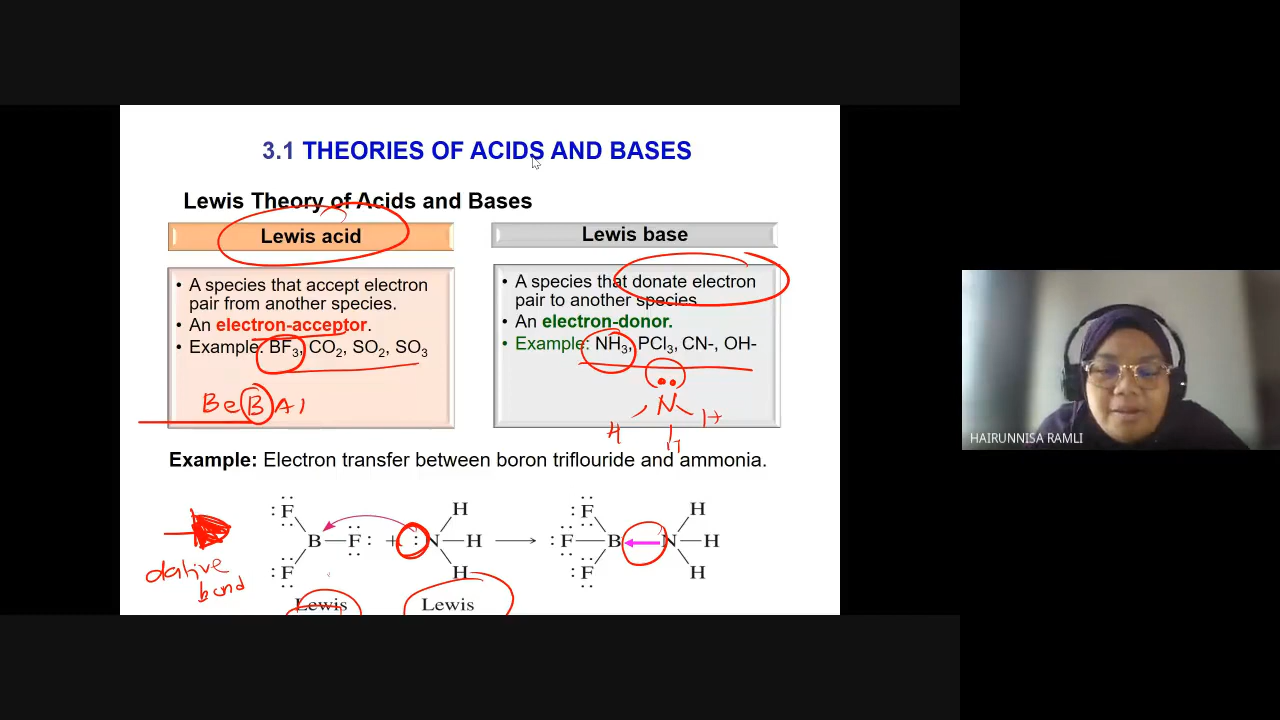 3.1 THEORIES OF ACIDS AND BASES
Lewis Theory of Acids and Bases
Lewis acid
• A species that accept electron
pair from another species.
• An electron-acceptor.
• Example: BF3, CO2, SO2, SO3
Be B Al
Lewis base
• A species that donate electron
pair to another species
• An electron-donor.
• Example: NH3, PCl3, CN-, OH-
N
H H
H
Example: Electron transfer between boron triflouride and ammonia.
:F H :F H
B—F: + :N—H → :F—B N—H
:F H :F H
dative
bond
Lewis Lewis
HAIRUNNISA RAMLI